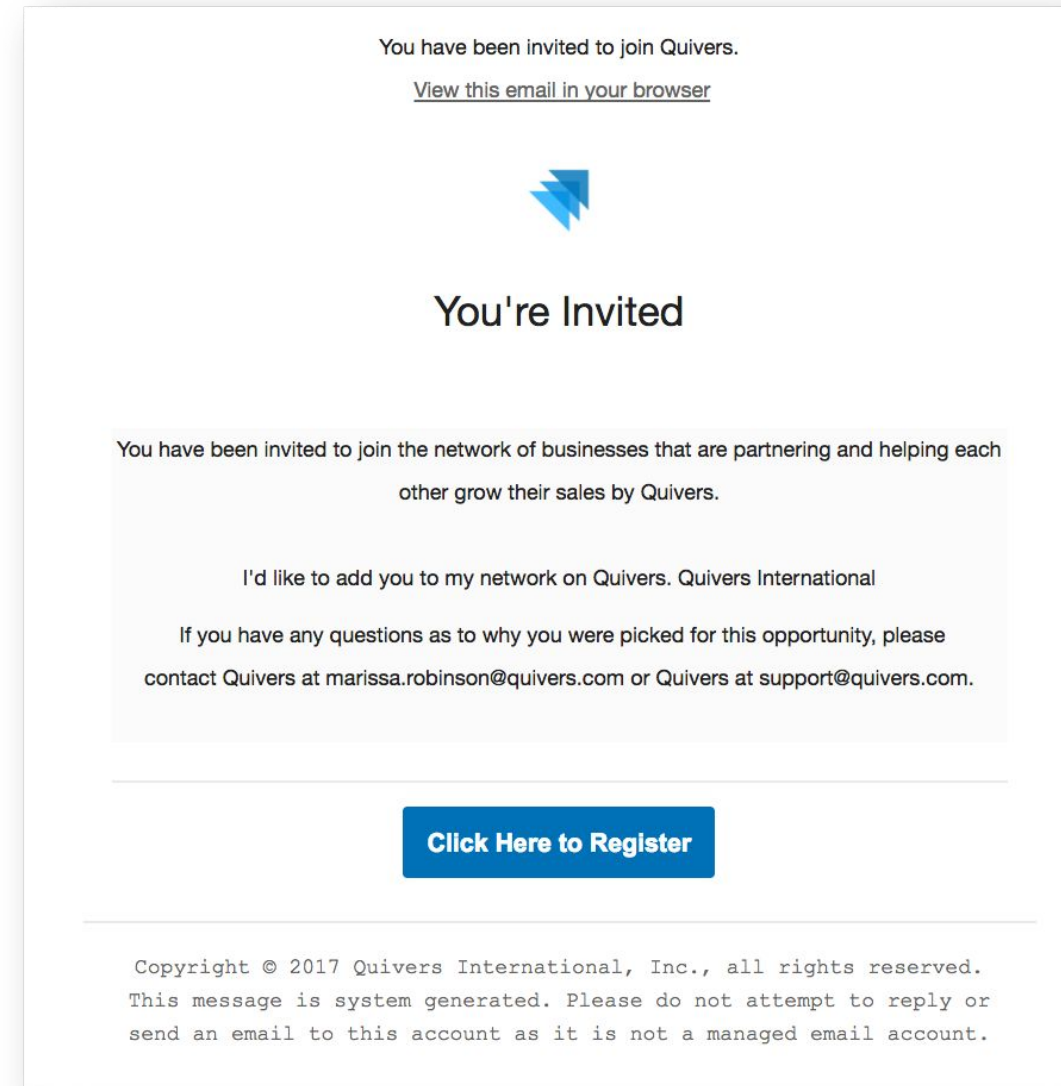 You have been invited to join Quivers.
View this email in your browser
You're Invited
You have been invited to join the network of businesses that are partnering and helping each
other grow their sales by Quivers.
I'd like to add you to my network on Quivers. Quivers International
If you have any questions as to why you were picked for this opportunity, please
contact Quivers at marissa.robinson@quivers.com or Quivers at support@quivers.com.
Click Here to Register
Copyright © 2017 Quivers International, Inc., all rights reserved.
This message is system generated. Please do not attempt to reply or
send an email to this account as it is not a managed email account.